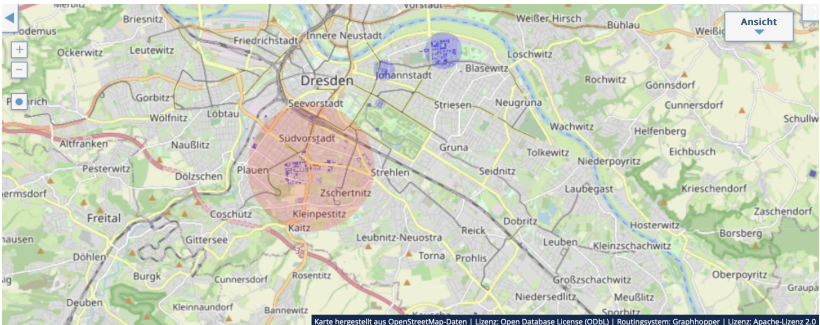 Briesnitz
Vorstadt
Weißer Hirsch
Bühlau
Ansicht
Ockerwitz
Leutewitz
Friedrichstadt
Innere Neustadt
Loschwitz
Dresden
Johannstadt
Blasewitz
Rochwitz
Gönnsdorf
Gorbitz
Seevorstadt
Striesen
Neugruna
Cunnersdorf
Wölfnitz
Lobtau
Südvorstadt
Wachwitz
Helfenberg
Altfranken
Naußlitz
Gruna
Tolkewitz
Eichbusch
Pesterwitz
Niederpoyritz
Dölzschen
Plauen
Strehlen
Seidnitz
Laubegast
Krieschendorf
Zschertnitz
Freital
Coschütz
Kleinpestitz
Zaschendorf
Kaitz
Dobritz
Hosterwitz
Gittersee
Leubnitz-Neuostra
Reick
Borsberg
Döhlen
Torna
Prohlis
Leuben
Kleinzschachwitz
Burgk
Cunnersdorf
Rosentitz
Großzschachwitz
Oberpoyritz
Deuben
Kleinnaundorf
Bannewitz
Niedersedlitz
Meußlitz
Karte hergestellt aus OpenStreetMap-Daten | Lizenz: Open Database License (ODbL) | Routingsystem: Graphhopper | Lizenz: Apache-Lizenz 2.0